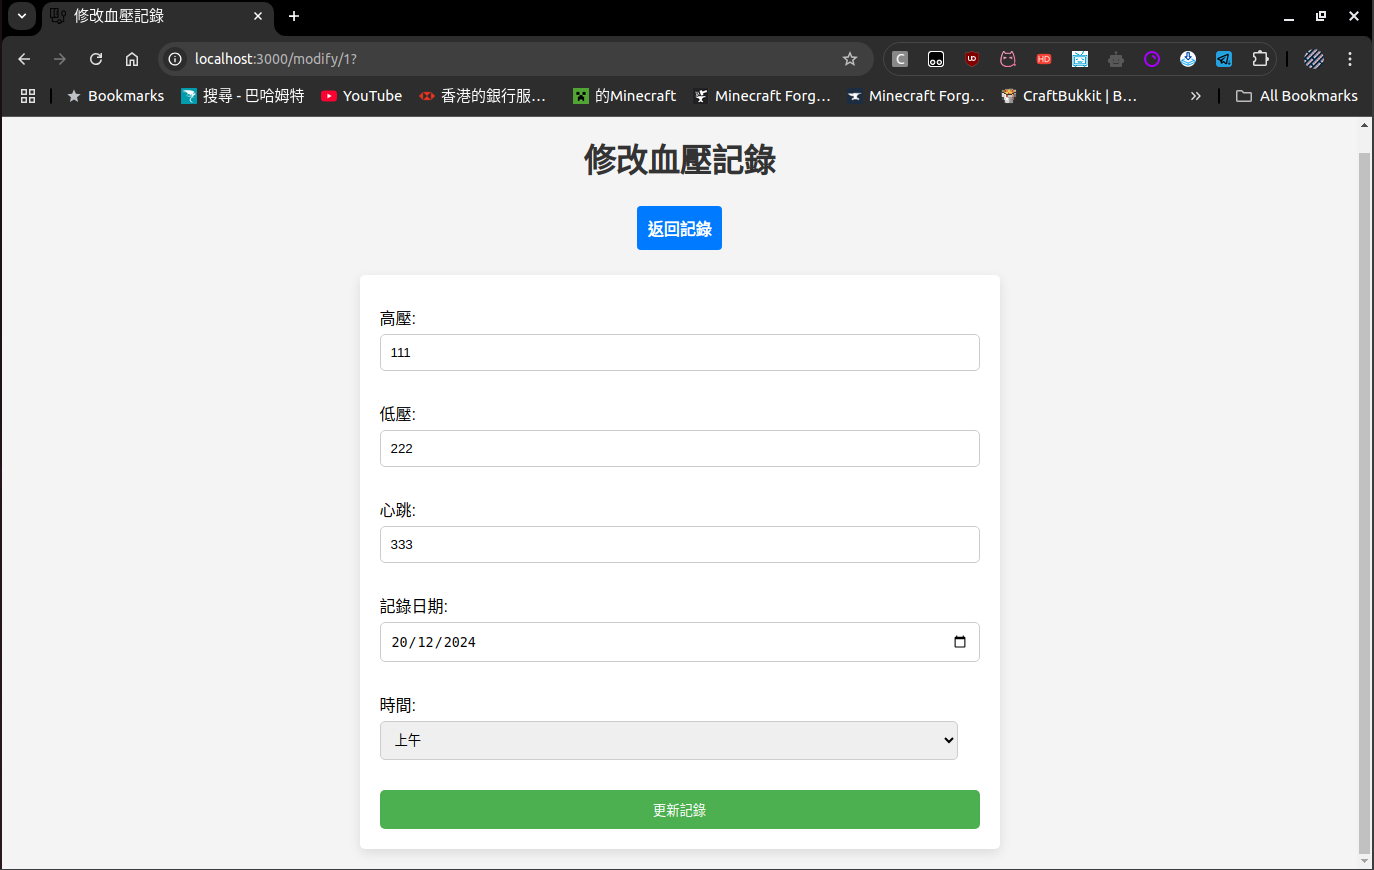 修改血壓記錄
localhost:3000/modify/1?
C
UD
HD
Bookmarks
搜尋 - 巴哈姆特
YouTube
香港的銀行服...
的Minecraft
Minecraft Forg...
Minecraft Forg...
CraftBukkit | B...
All Bookmarks
修改血壓記錄
返回記錄
高壓:
111
低壓:
222
心跳:
333
記錄日期:
20/12/2024
時間:
上午
更新記錄